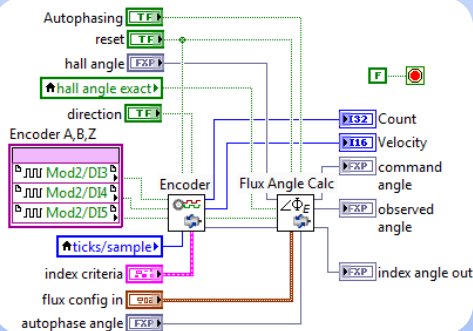 Autophasing TF
reset TF
hall angle FXP
hall angle exact
direction TF
Encoder A,B,Z
Mod2/DI3
Mod2/DI4
Mod2/DI5
Encoder
Flux Angle Calc
∠ΦE
ticks/sample
index criteria
flux config in
autophase angle FXP
F
I32 Count
I16 Velocity
FXP command
angle
FXP observed
angle
FXP index angle out